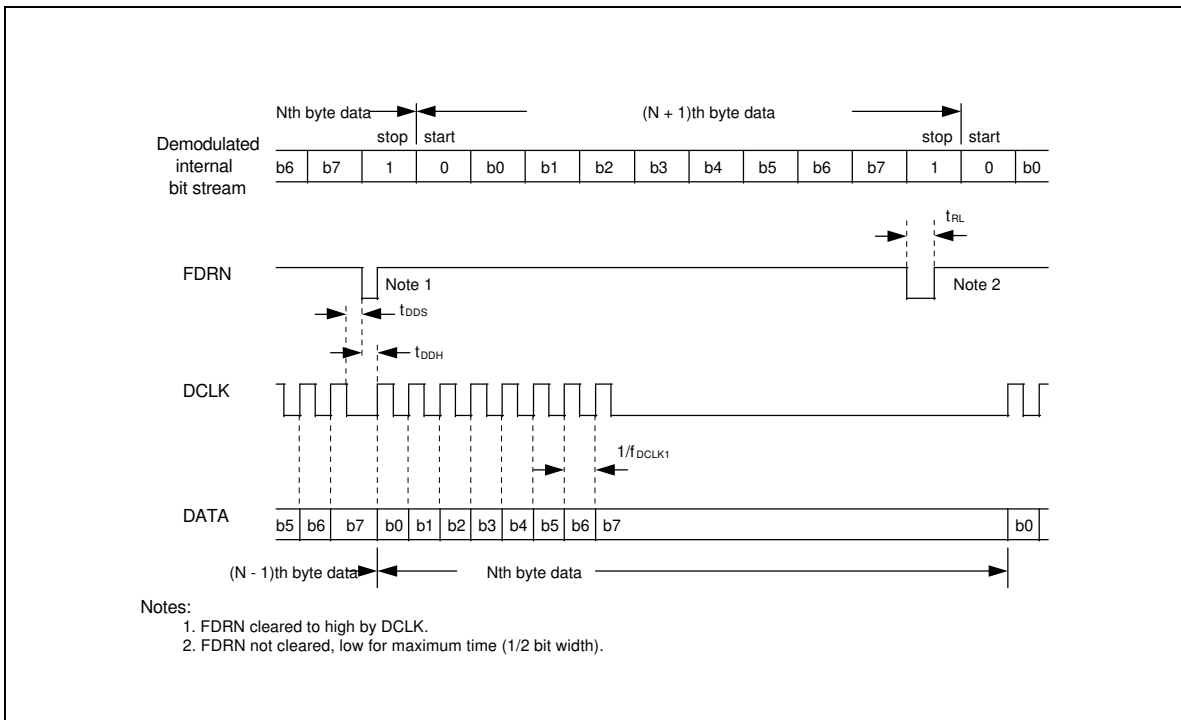 Nth byte data (N + 1)th byte data
stop start stop start
Demodulated
internal
bit stream
b6 b7 1 0 b0 b1 b2 b3 b4 b5 b6 b7 1 0 b0
tRL
FDRN
Note 1 Note 2
tDDS
tDDH
DCLK
1/fDCLK1
DATA
b5 b6 b7 b0 b1 b2 b3 b4 b5 b6 b7 b0
(N - 1)th byte data Nth byte data
Notes:
1. FDRN cleared to high by DCLK.
2. FDRN not cleared, low for maximum time (1/2 bit width).